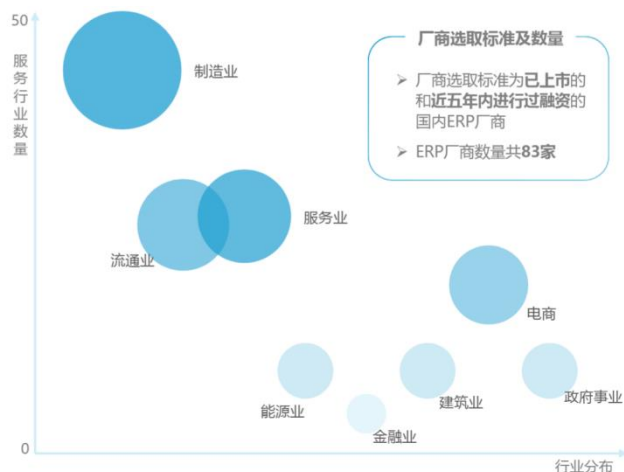 50
服务行业数量
厂商选取标准及数量
➢ 厂商选取标准为已上市的
和近五年内进行过融资的
国内ERP厂商
➢ ERP厂商数量共83家
制造业
服务业
流通业
电商
能源业
建筑业
政府事业
金融业
0
行业分布